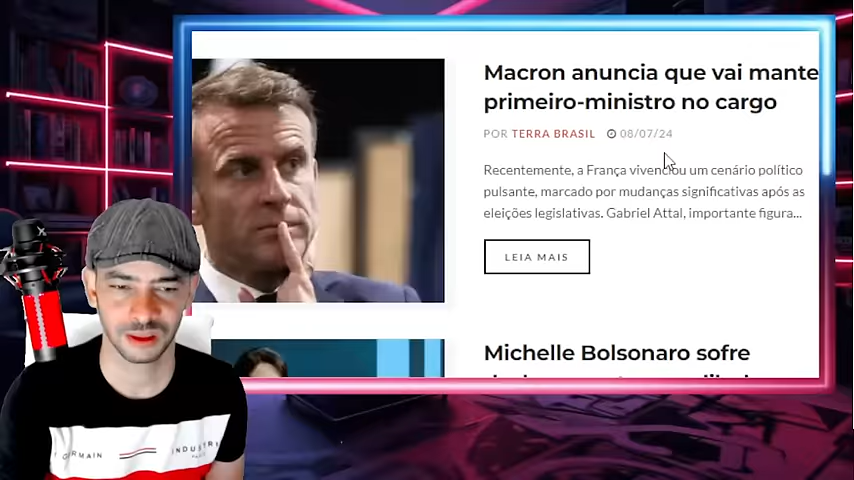 Macron anuncia que vai mante
primeiro-ministro no cargo
POR TERRA BRASIL 08/07/24
Recentemente, a França vivenciou um cenário político
pulsante, marcado por mudanças significativas após as
eleições legislativas. Gabriel Attal, importante figura...
LEIA MAIS
Michelle Bolsonaro sofre
GERMAIN
INDUSTRY